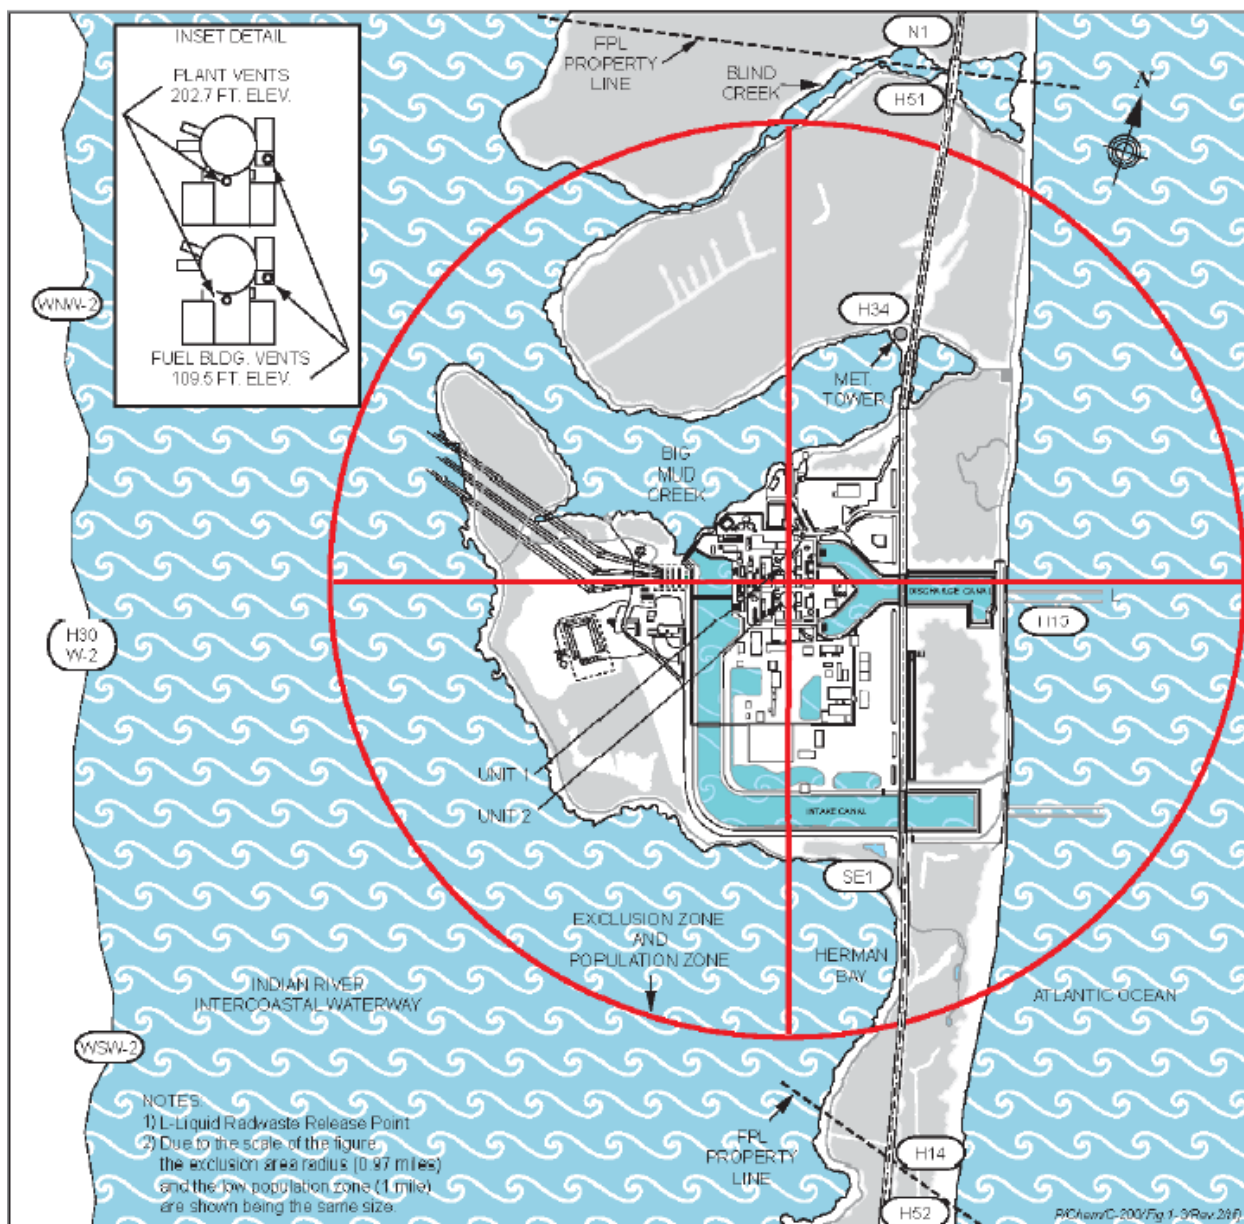 INSET DETAIL
PLANT VENTS
202.7 FT. ELEV.
FUEL BLDG. VENTS
109.5 FT. ELEV.
FPL
PROPERTY
LINE
BLIND
CREEK
N1
H51
N
WNW-2
H34
MET.
TOWER
BIG
MUD
CREEK
DISCHARGE CANAL
L
H30
W-2
UNIT 1
UNIT 2
INTAKE CANAL
SE1
EXCLUSION ZONE
AND
POPULATION ZONE
HERMAN
BAY
INDIAN RIVER
INTERCOASTAL WATERWAY
ATLANTIC OCEAN
WSW-2
NOTES:
1) L-Liquid Radwaste Release Point
2) Due to the scale of the figure
the exclusion area radius (0.97 miles)
and the low population zone (1 mile)
are shown being the same size.
FPL
PROPERTY
LINE
H14
H52